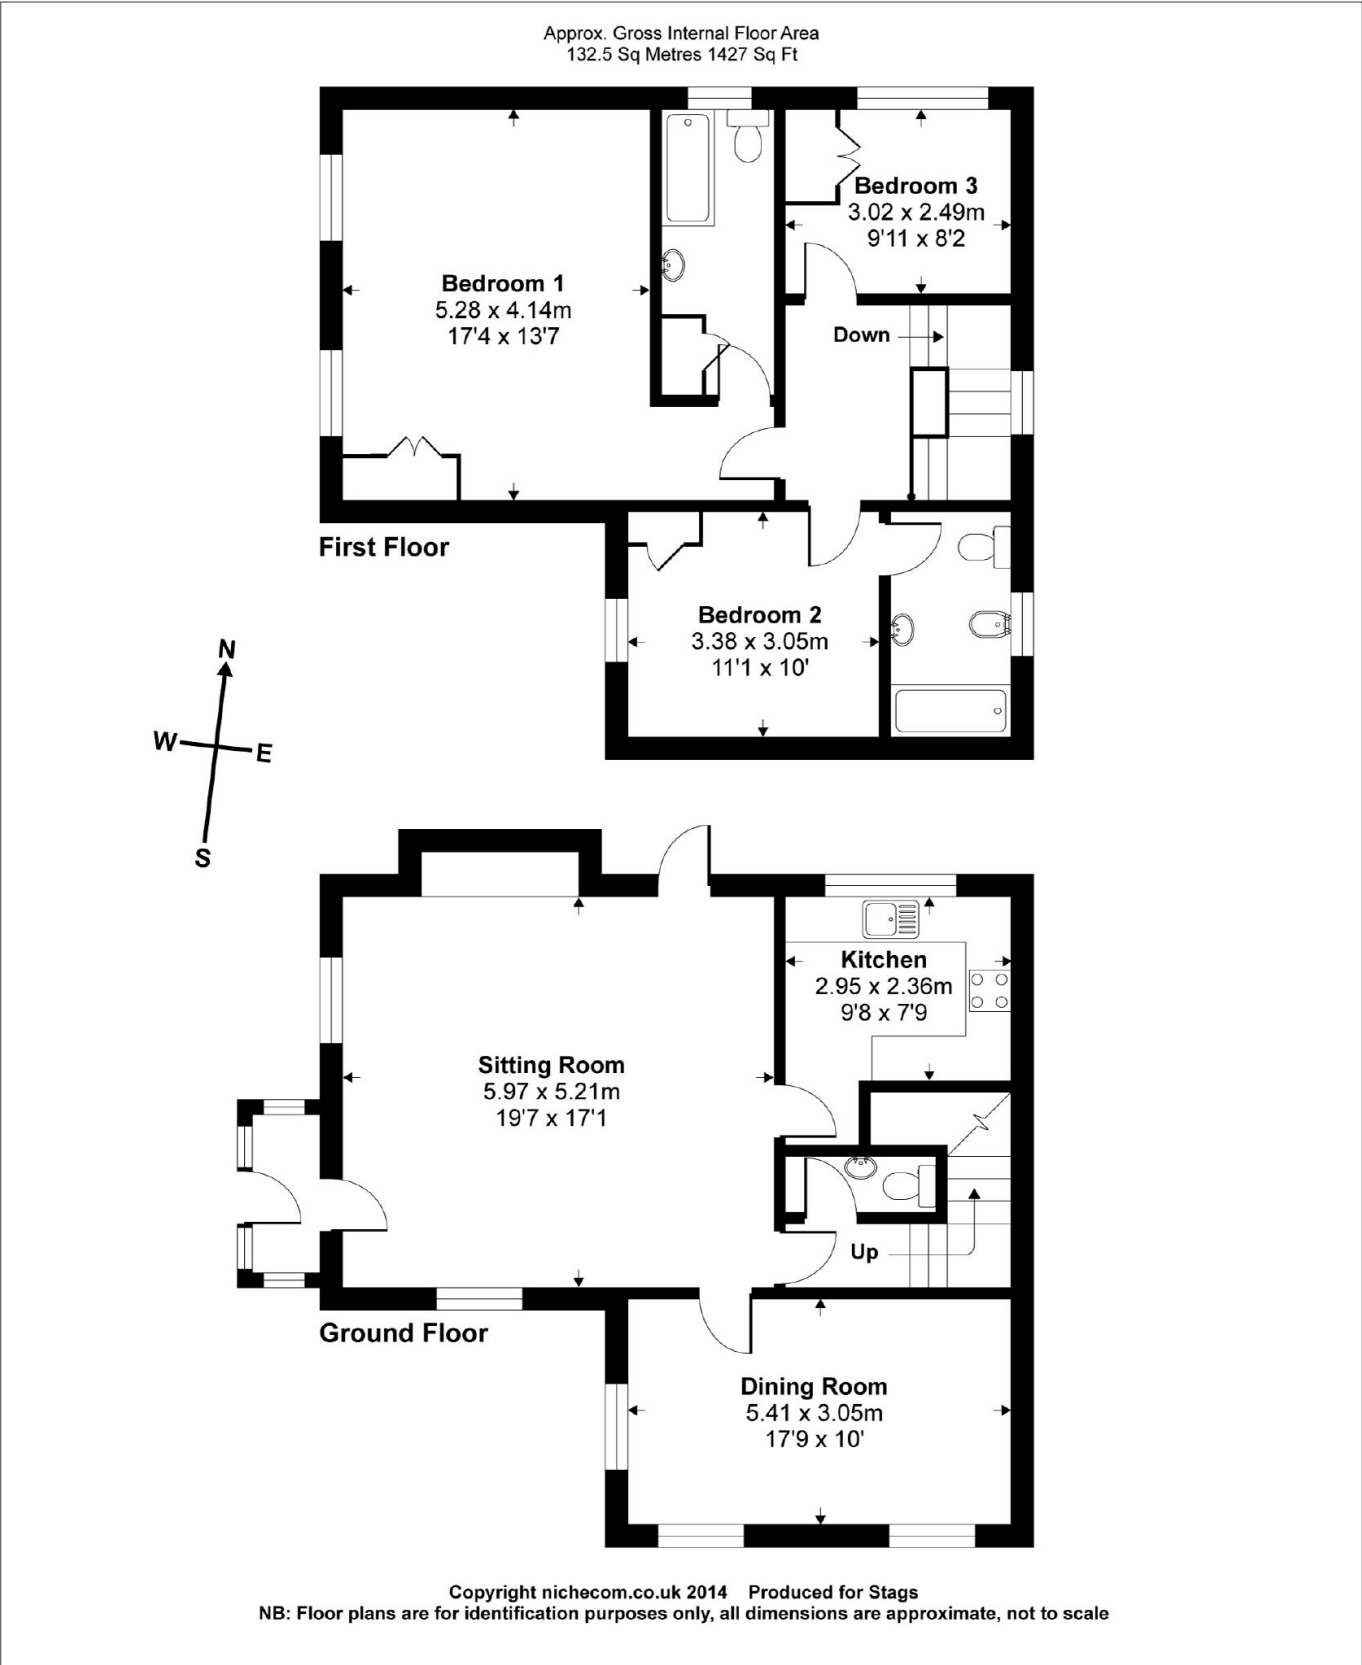 Approx. Gross Internal Floor Area
132.5 Sq Metres 1427 Sq Ft
Bedroom 3
3.02 x 2.49m
9'11 x 8'2
Bedroom 1
5.28 x 4.14m
17'4 x 13'7
Down
First Floor
Bedroom 2
3.38 x 3.05m
11'1 x 10'
N
W
E
S
Kitchen
2.95 x 2.36m
9'8 x 7'9
Sitting Room
5.97 x 5.21m
19'7 x 17'1
Up
Ground Floor
Dining Room
5.41 x 3.05m
17'9 x 10'
Copyright nichecom.co.uk 2014 Produced for Stags
NB: Floor plans are for identification purposes only, all dimensions are approximate, not to scale